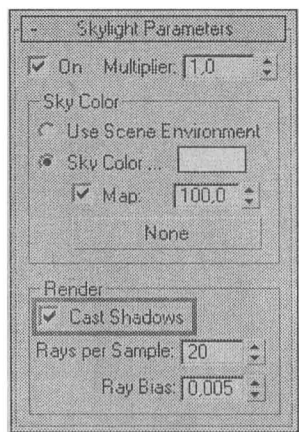 - Skylight Parameters
On Multiplier: 1,0
Sky Color
Use Scene Environment
Sky Color ...
Map: 100,0
None
Render
Cast Shadows
Rays per Sample: 20
Ray Bias: 0,005